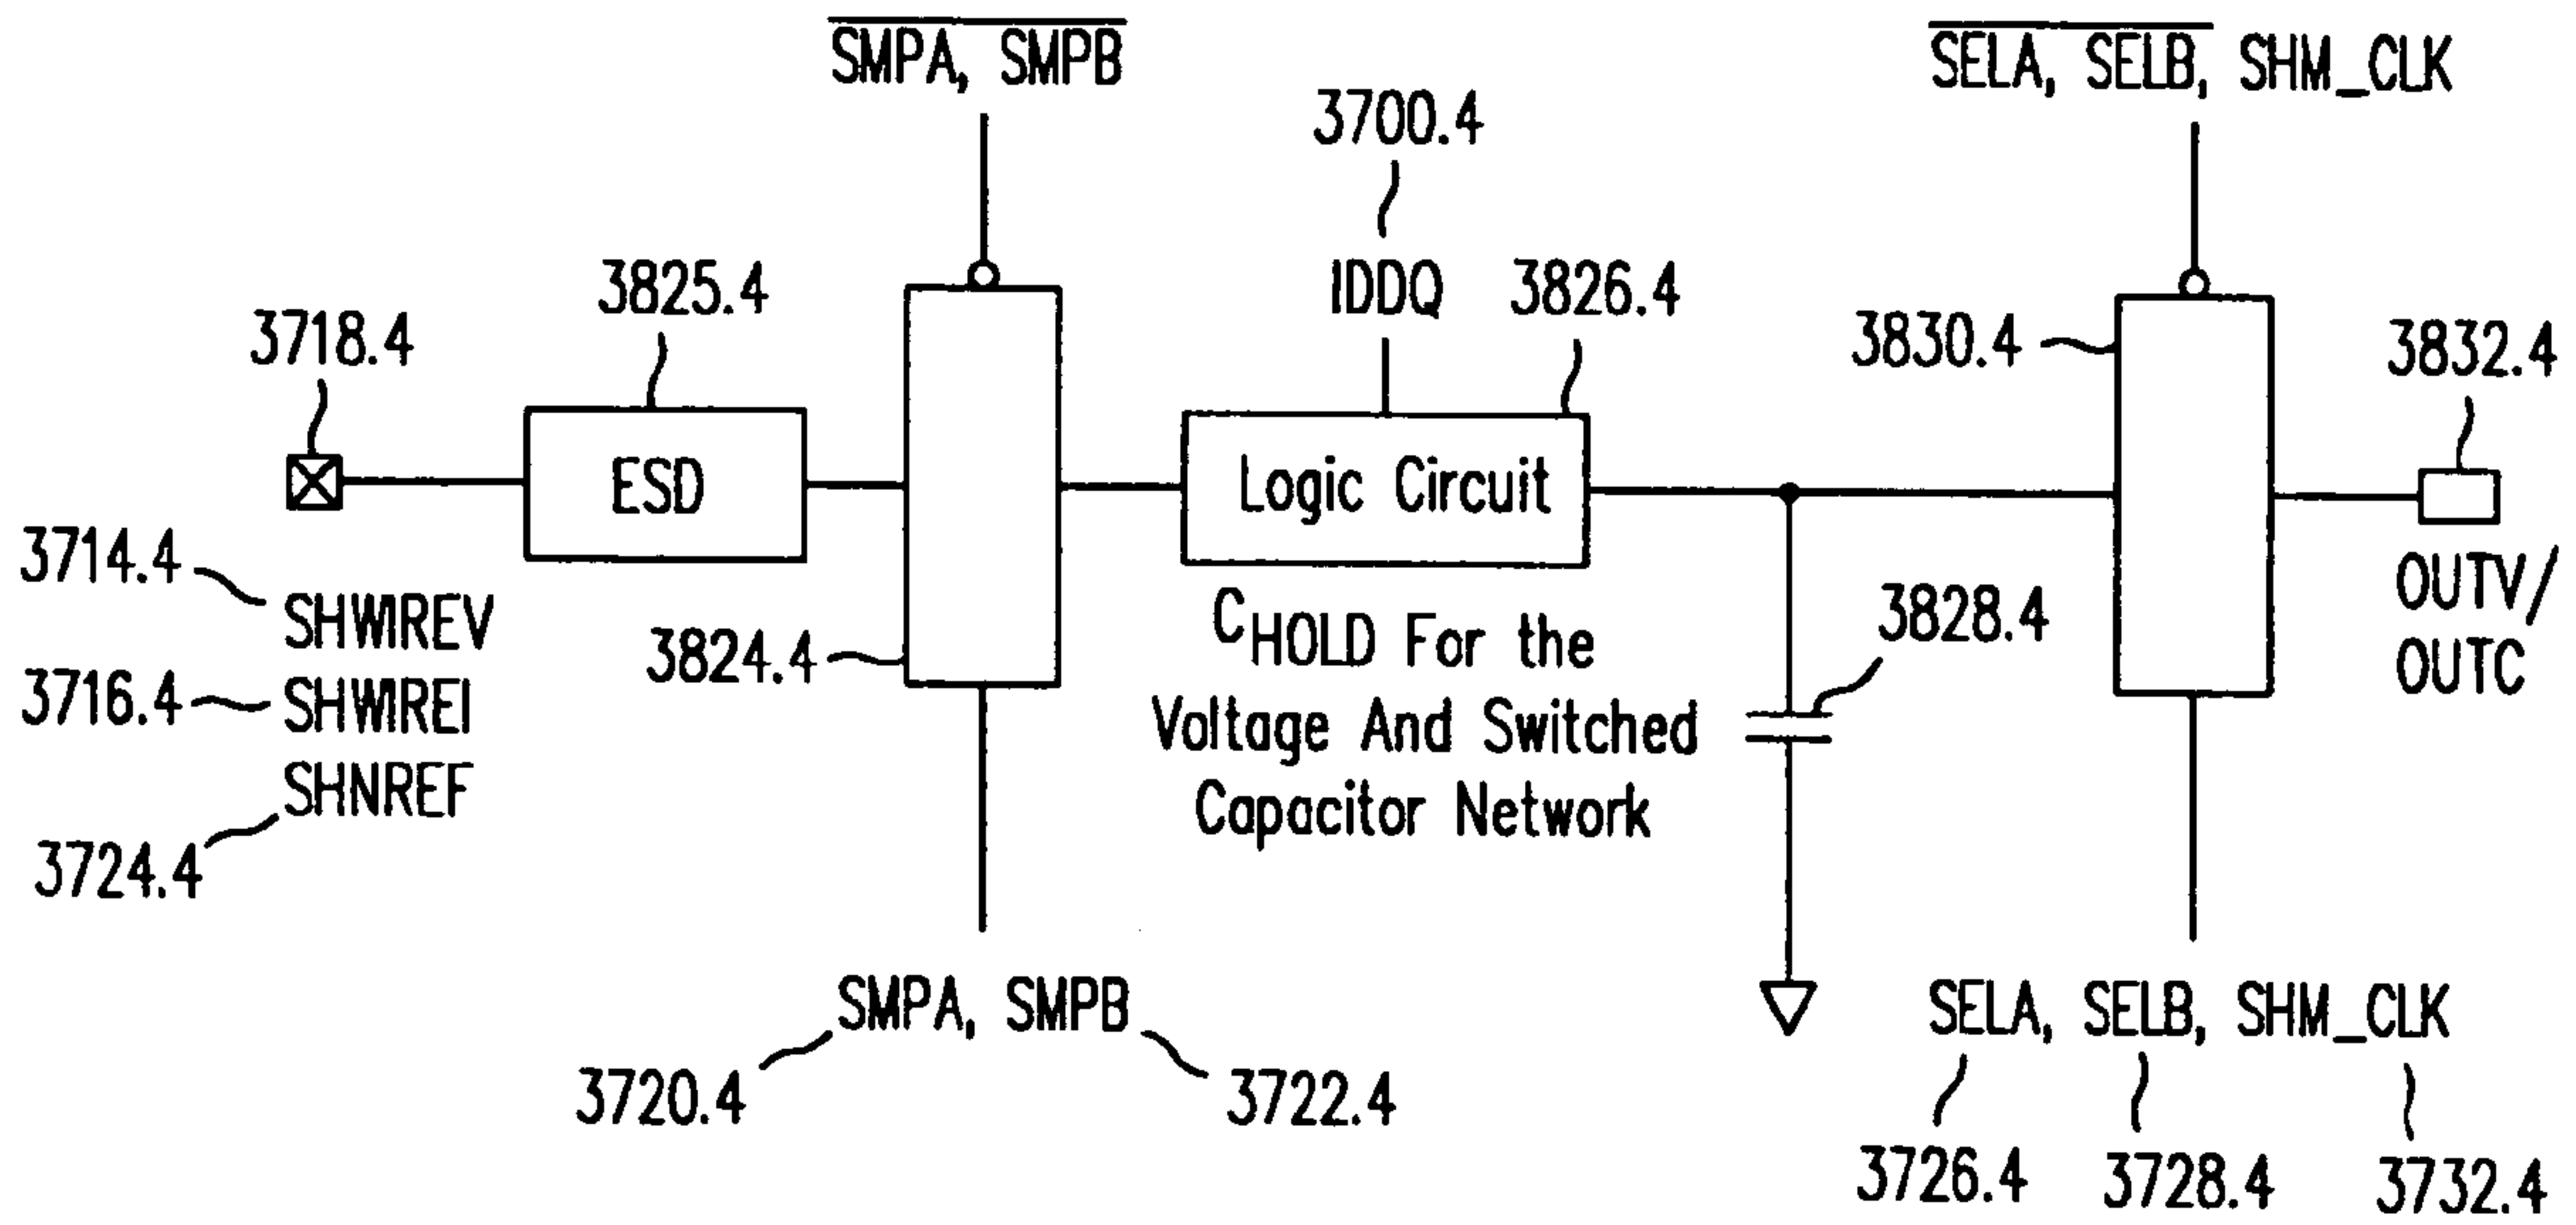 SMPA, SMPB
SELA, SELB, SHM_CLK
3700.4
3825.4
IDDQ
3826.4
3718.4
3830.4
3832.4
ESD
Logic Circuit
3714.4
SHWIREV
3716.4
SHWIREI
SHNREF
3724.4
3824.4
CHOLD For the
Voltage And Switched
Capacitor Network
3828.4
OUTV/
OUTC
SMPA, SMPB
3720.4
3722.4
SELA, SELB, SHM_CLK
3726.4
3728.4
3732.4